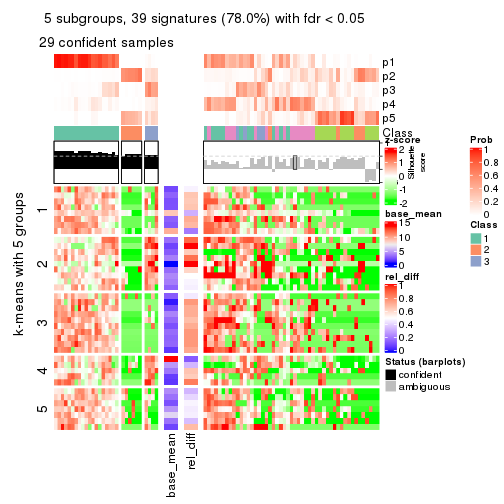 5 subgroups, 39 signatures (78.0%) with fdr < 0.05
29 confident samples
p1
p2
p3
p4
p5
Class
z-score
2
1
0
-1
-2
Silhouette
score
Prob
1
0.8
0.6
0.4
0.2
0
Class
1
2
3
base_mean
15
10
5
0
rel_diff
1
0.8
0.6
0.4
0.2
0
Status (barplots)
confident
ambiguous
k-means with 5 groups
1
2
3
4
5
base_mean
rel_diff